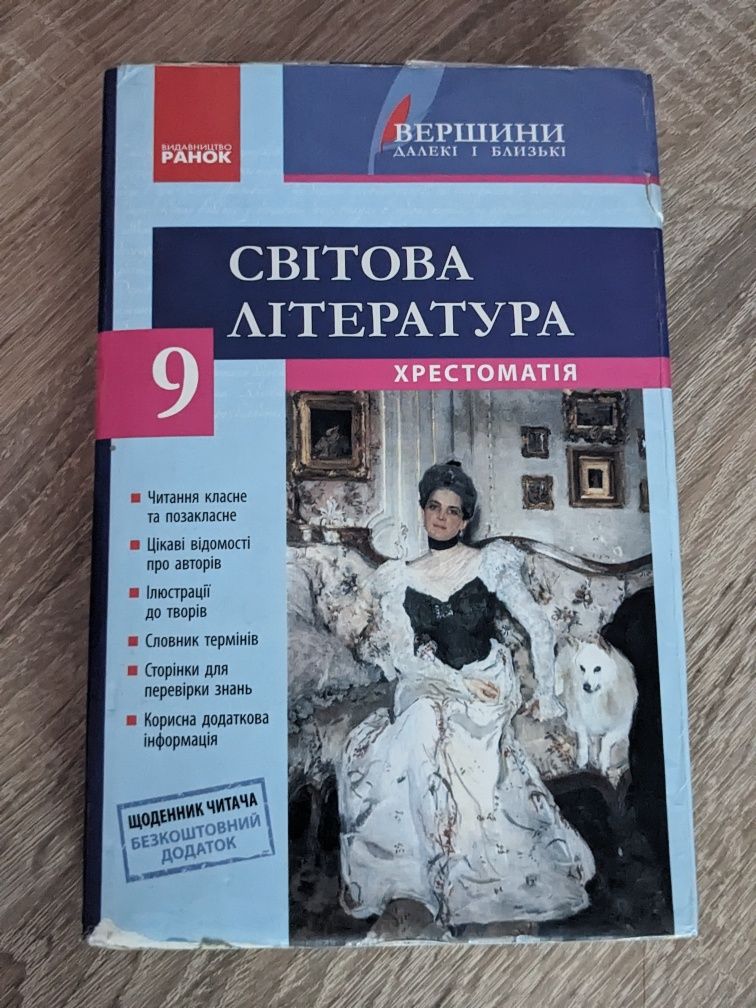 ВИДАВНИЦТВО
РАНОК
ВЕРШИНИ
ДАЛЕКІ І БЛИЗЬКІ
СВІТОВА
ЛІТЕРАТУРА
ХРЕСТОМАТІЯ
9
Читання класне
та позакласне
Цікаві відомості
про авторів
Ілюстрації
до творів
Словник термінів
Сторінки для
перевірки знань
Корисна додаткова
інформація
ЩОДЕННИК ЧИТАЧА
БЕЗКОШТОВНИЙ
ДОДАТОК